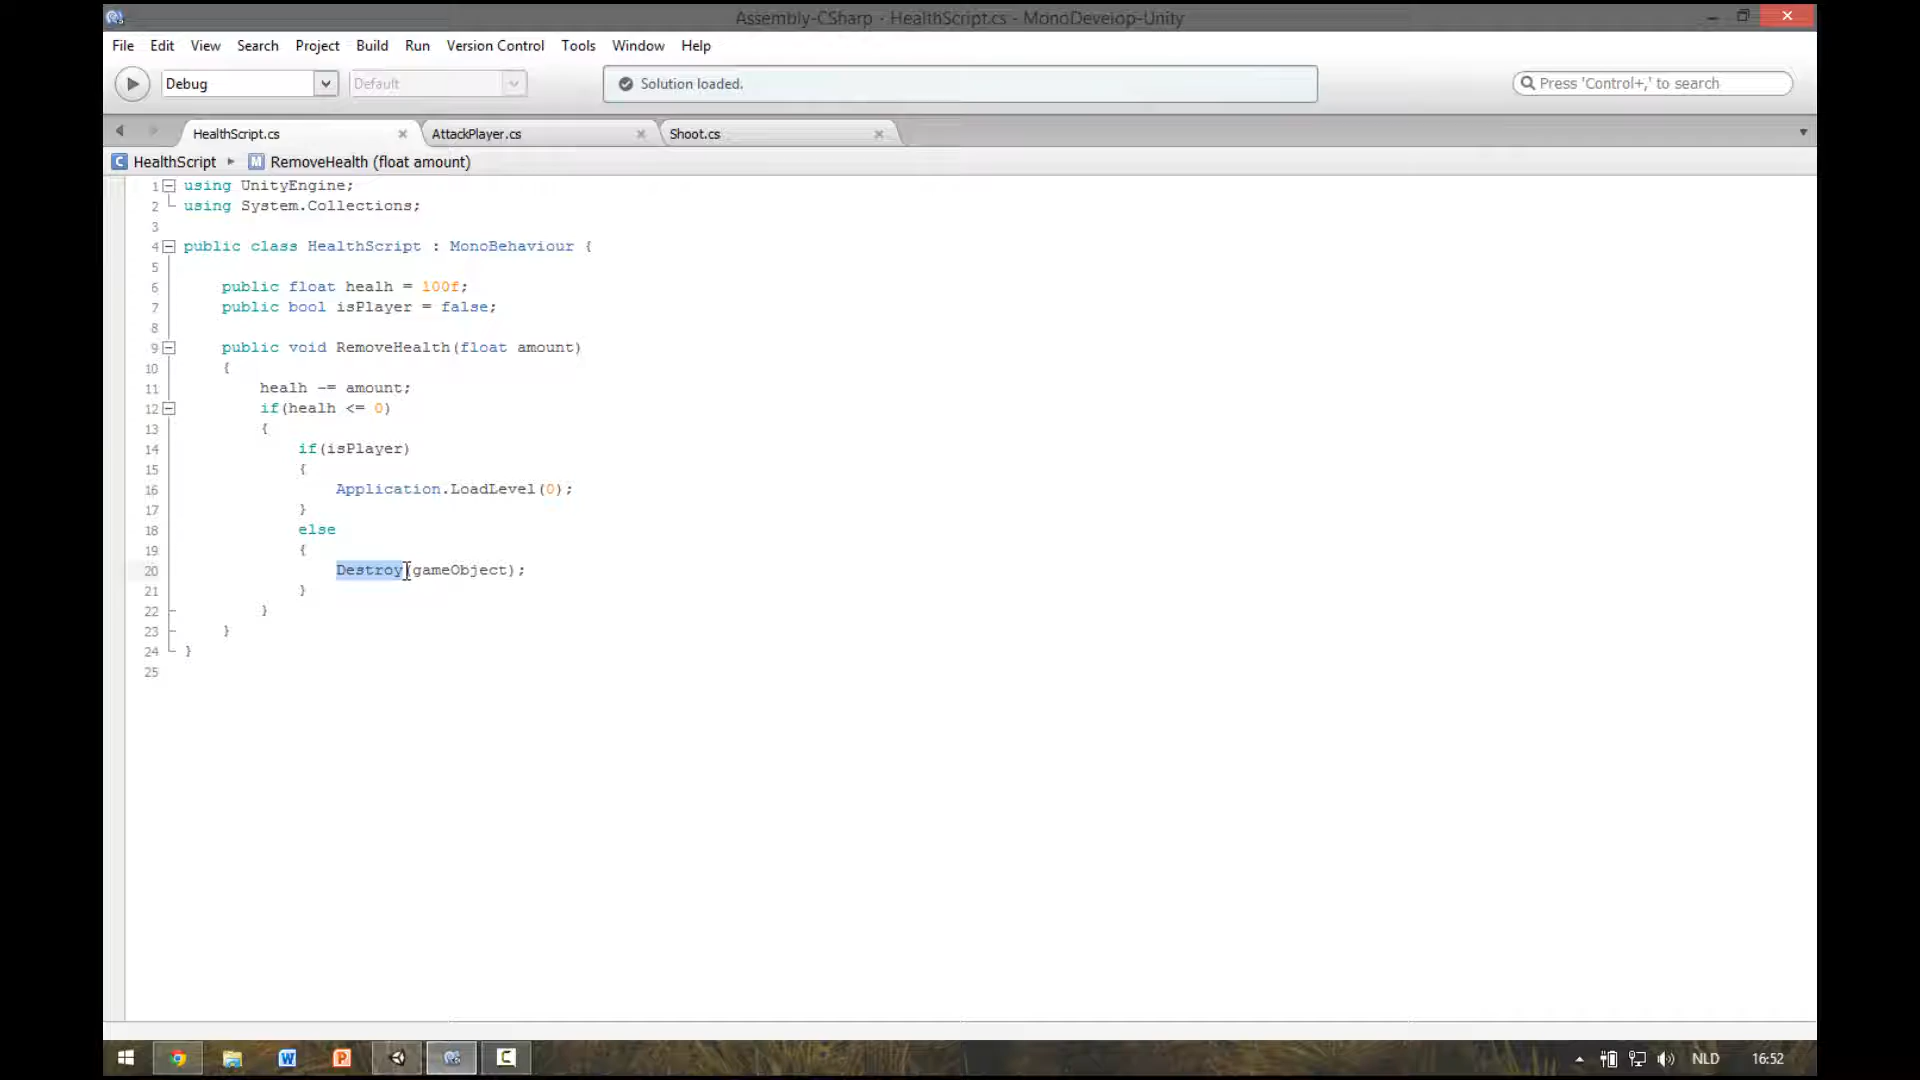 Assembly-CSharp - HealthScript.cs - MonoDevelop-Unity
File Edit View Search Project Build Run Version Control Tools Window Help
Debug Default Solution loaded. Press 'Control+,' to search
HealthScript.cs AttackPlayer.cs Shoot.cs
C HealthScript M RemoveHealth (float amount)
1 using UnityEngine;
2 using System.Collections;
3
4 public class HealthScript : MonoBehaviour {
5
6 public float healh = 100f;
7 public bool isPlayer = false;
8
9 public void RemoveHealth(float amount)
10 {
11 healh -= amount;
12 if(healh <= 0)
13 {
14 if(isPlayer)
15 {
16 Application.LoadLevel(0);
17 }
18 else
19 {
20 Destroy(gameObject);
21 }
22 }
23 }
24 }
25
NLD 16:52